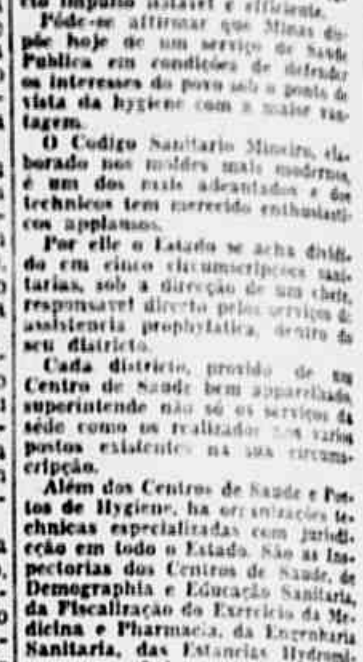 to impulso notavel e efficiente.
Póde-se affirmar que Minas dis-
põe hoje de um serviço de Saude
Publica em condições de defender
os interesses do povo sob o ponto de
vista da hygiene com a maior van-
tagem.
O Codigo Sanitario Mineiro, ela-
borado nos moldes mais modernos,
é um dos mais adeantados e dos
technicos tem merecido enthusiasti-
cos applausos.
Por elle o Estado se acha dividi-
do em cinco circumscripções sani-
tarias, sob a direcção de um chefe,
responsavel directo pelos serviços de
assistencia prophylatica, dentro do
seu districto.
Cada districto, provido de um
Centro de Saude bem apparelhado,
superintende não só os serviços da
séde como os realizados nos varios
postos existentes na sua circums-
cripção.
Além dos Centros de Saude e Pos-
tos de Hygiene, ha organizações te-
chnicas especializadas com jurisdi-
cção em todo o Estado. São as Ins-
pectorias dos Centros de Saude, de
Demographia e Educação Sanitaria,
da Fiscalização do Exercicio da Me-
dicina e Pharmacia, da Engenharia
Sanitaria, das Estancias Hydromi-